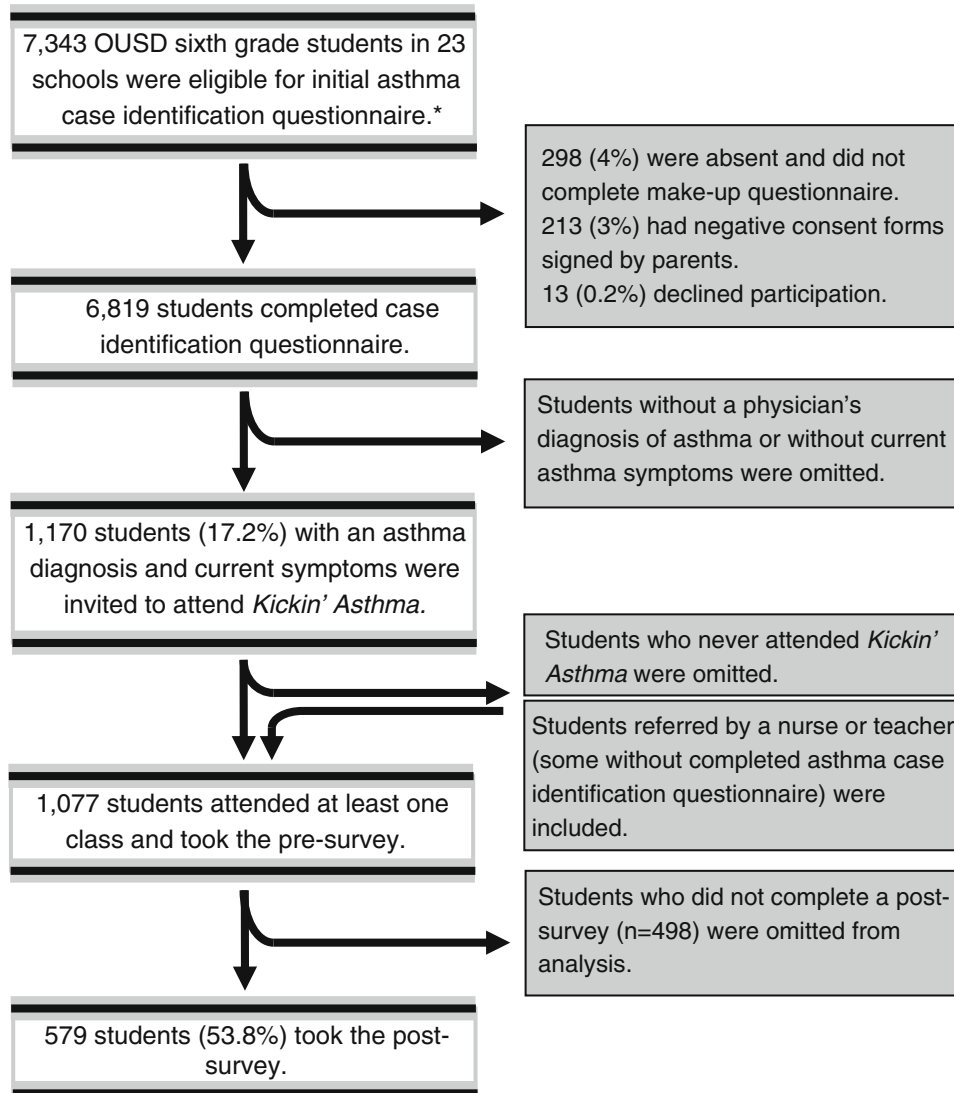 7,343 OUSD sixth grade students in 23
schools were eligible for initial asthma
case identification questionnaire.*
298 (4%) were absent and did not
complete make-up questionnaire.
213 (3%) had negative consent forms
signed by parents.
13 (0.2%) declined participation.
6,819 students completed case
identification questionnaire.
Students without a physician's
diagnosis of asthma or without current
asthma symptoms were omitted.
1,170 students (17.2%) with an asthma
diagnosis and current symptoms were
invited to attend Kickin' Asthma.
Students who never attended Kickin'
Asthma were omitted.
Students referred by a nurse or teacher
(some without completed asthma case
identification questionnaire) were
included.
1,077 students attended at least one
class and took the pre-survey.
Students who did not complete a post-
survey (n=498) were omitted from
analysis.
579 students (53.8%) took the post-
survey.